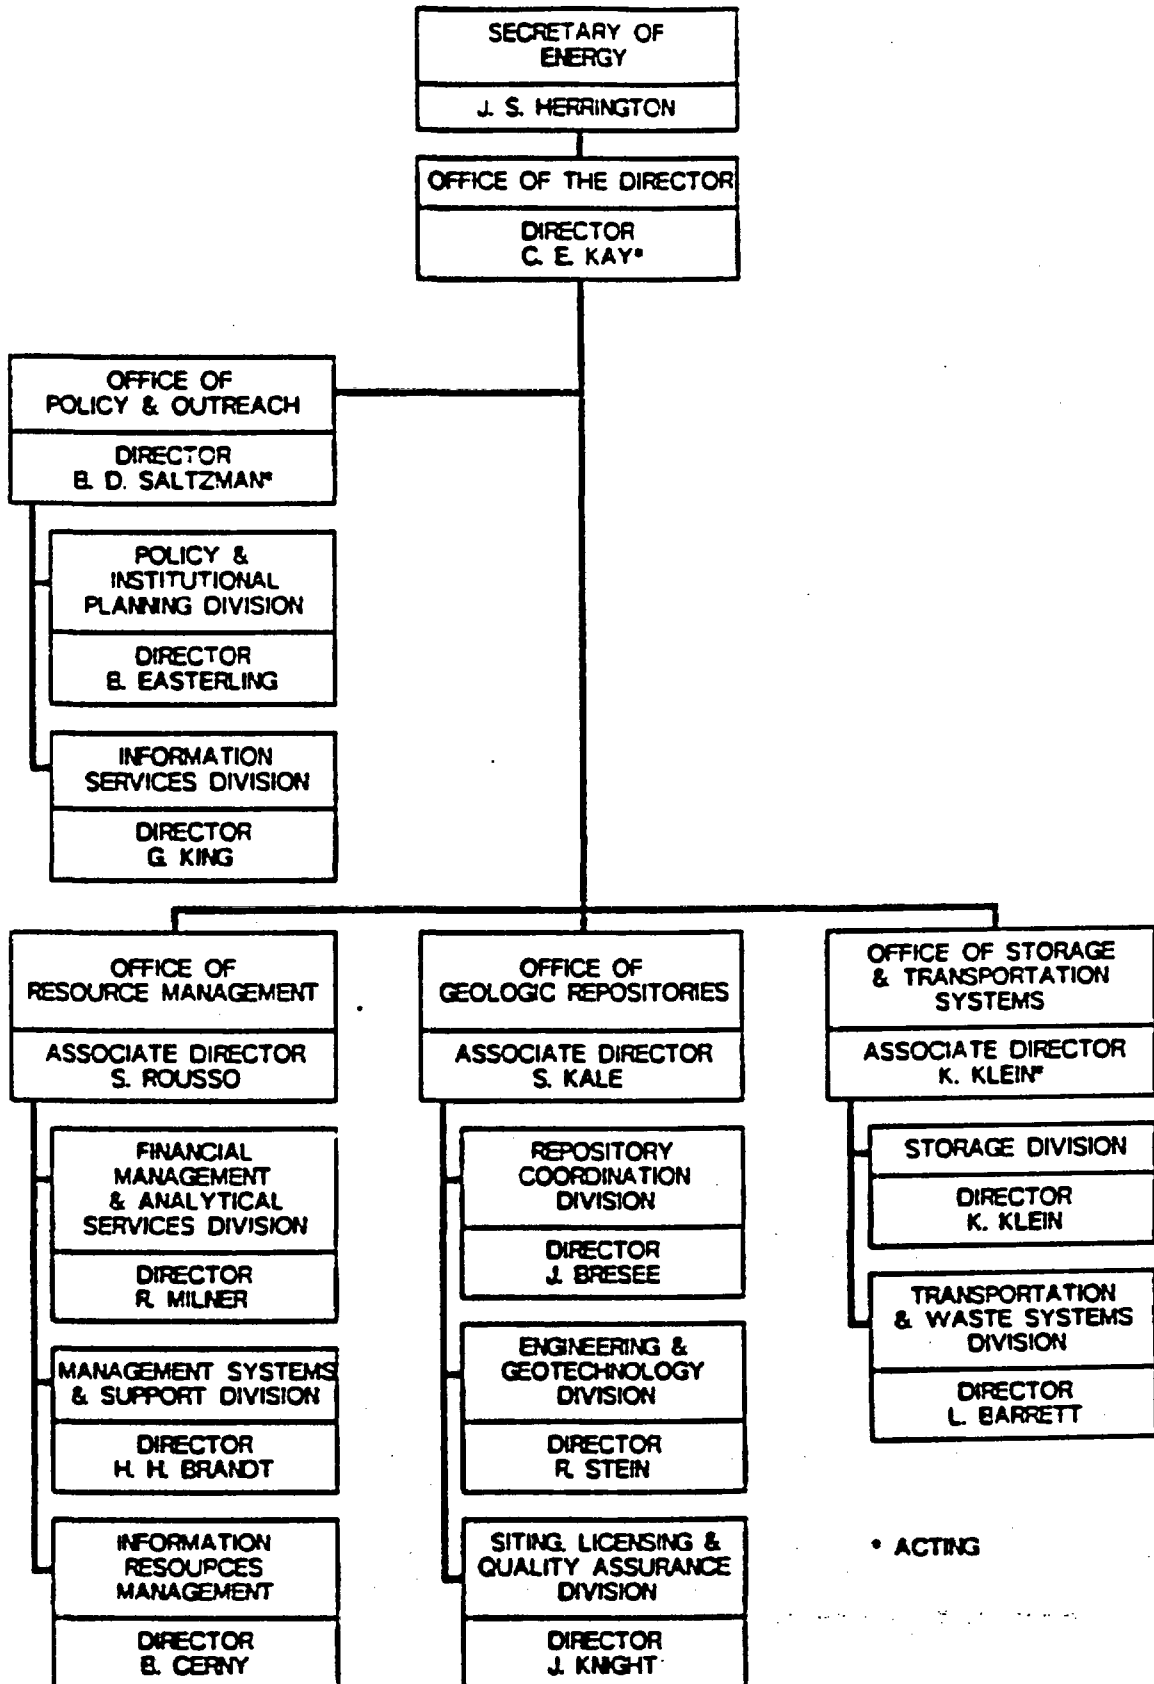 SECRETARY OF
ENERGY
J. S. HERRINGTON
OFFICE OF THE DIRECTOR
DIRECTOR
C. E. KAY*
OFFICE OF
POLICY & OUTREACH
DIRECTOR
B. D. SALTZMAN*
POLICY &
INSTITUTIONAL
PLANNING DIVISION
DIRECTOR
B. EASTERLING
INFORMATION
SERVICES DIVISION
DIRECTOR
G. KING
OFFICE OF
RESOURCE MANAGEMENT
ASSOCIATE DIRECTOR
S. ROUSSO
FINANCIAL
MANAGEMENT
& ANALYTICAL
SERVICES DIVISION
DIRECTOR
R. MILNER
MANAGEMENT SYSTEMS
& SUPPORT DIVISION
DIRECTOR
H. H. BRANDT
INFORMATION
RESOURCES
MANAGEMENT
DIRECTOR
B. CERNY
OFFICE OF
GEOLOGIC REPOSITORIES
ASSOCIATE DIRECTOR
S. KALE
REPOSITORY
COORDINATION
DIVISION
DIRECTOR
J. BRESEE
ENGINEERING &
GEOTECHNOLOGY
DIVISION
DIRECTOR
R. STEIN
SITING, LICENSING &
QUALITY ASSURANCE
DIVISION
DIRECTOR
J. KNIGHT
OFFICE OF STORAGE
& TRANSPORTATION
SYSTEMS
ASSOCIATE DIRECTOR
K. KLEIN*
STORAGE DIVISION
DIRECTOR
K. KLEIN
TRANSPORTATION
& WASTE SYSTEMS
DIVISION
DIRECTOR
L. BARRETT
* ACTING